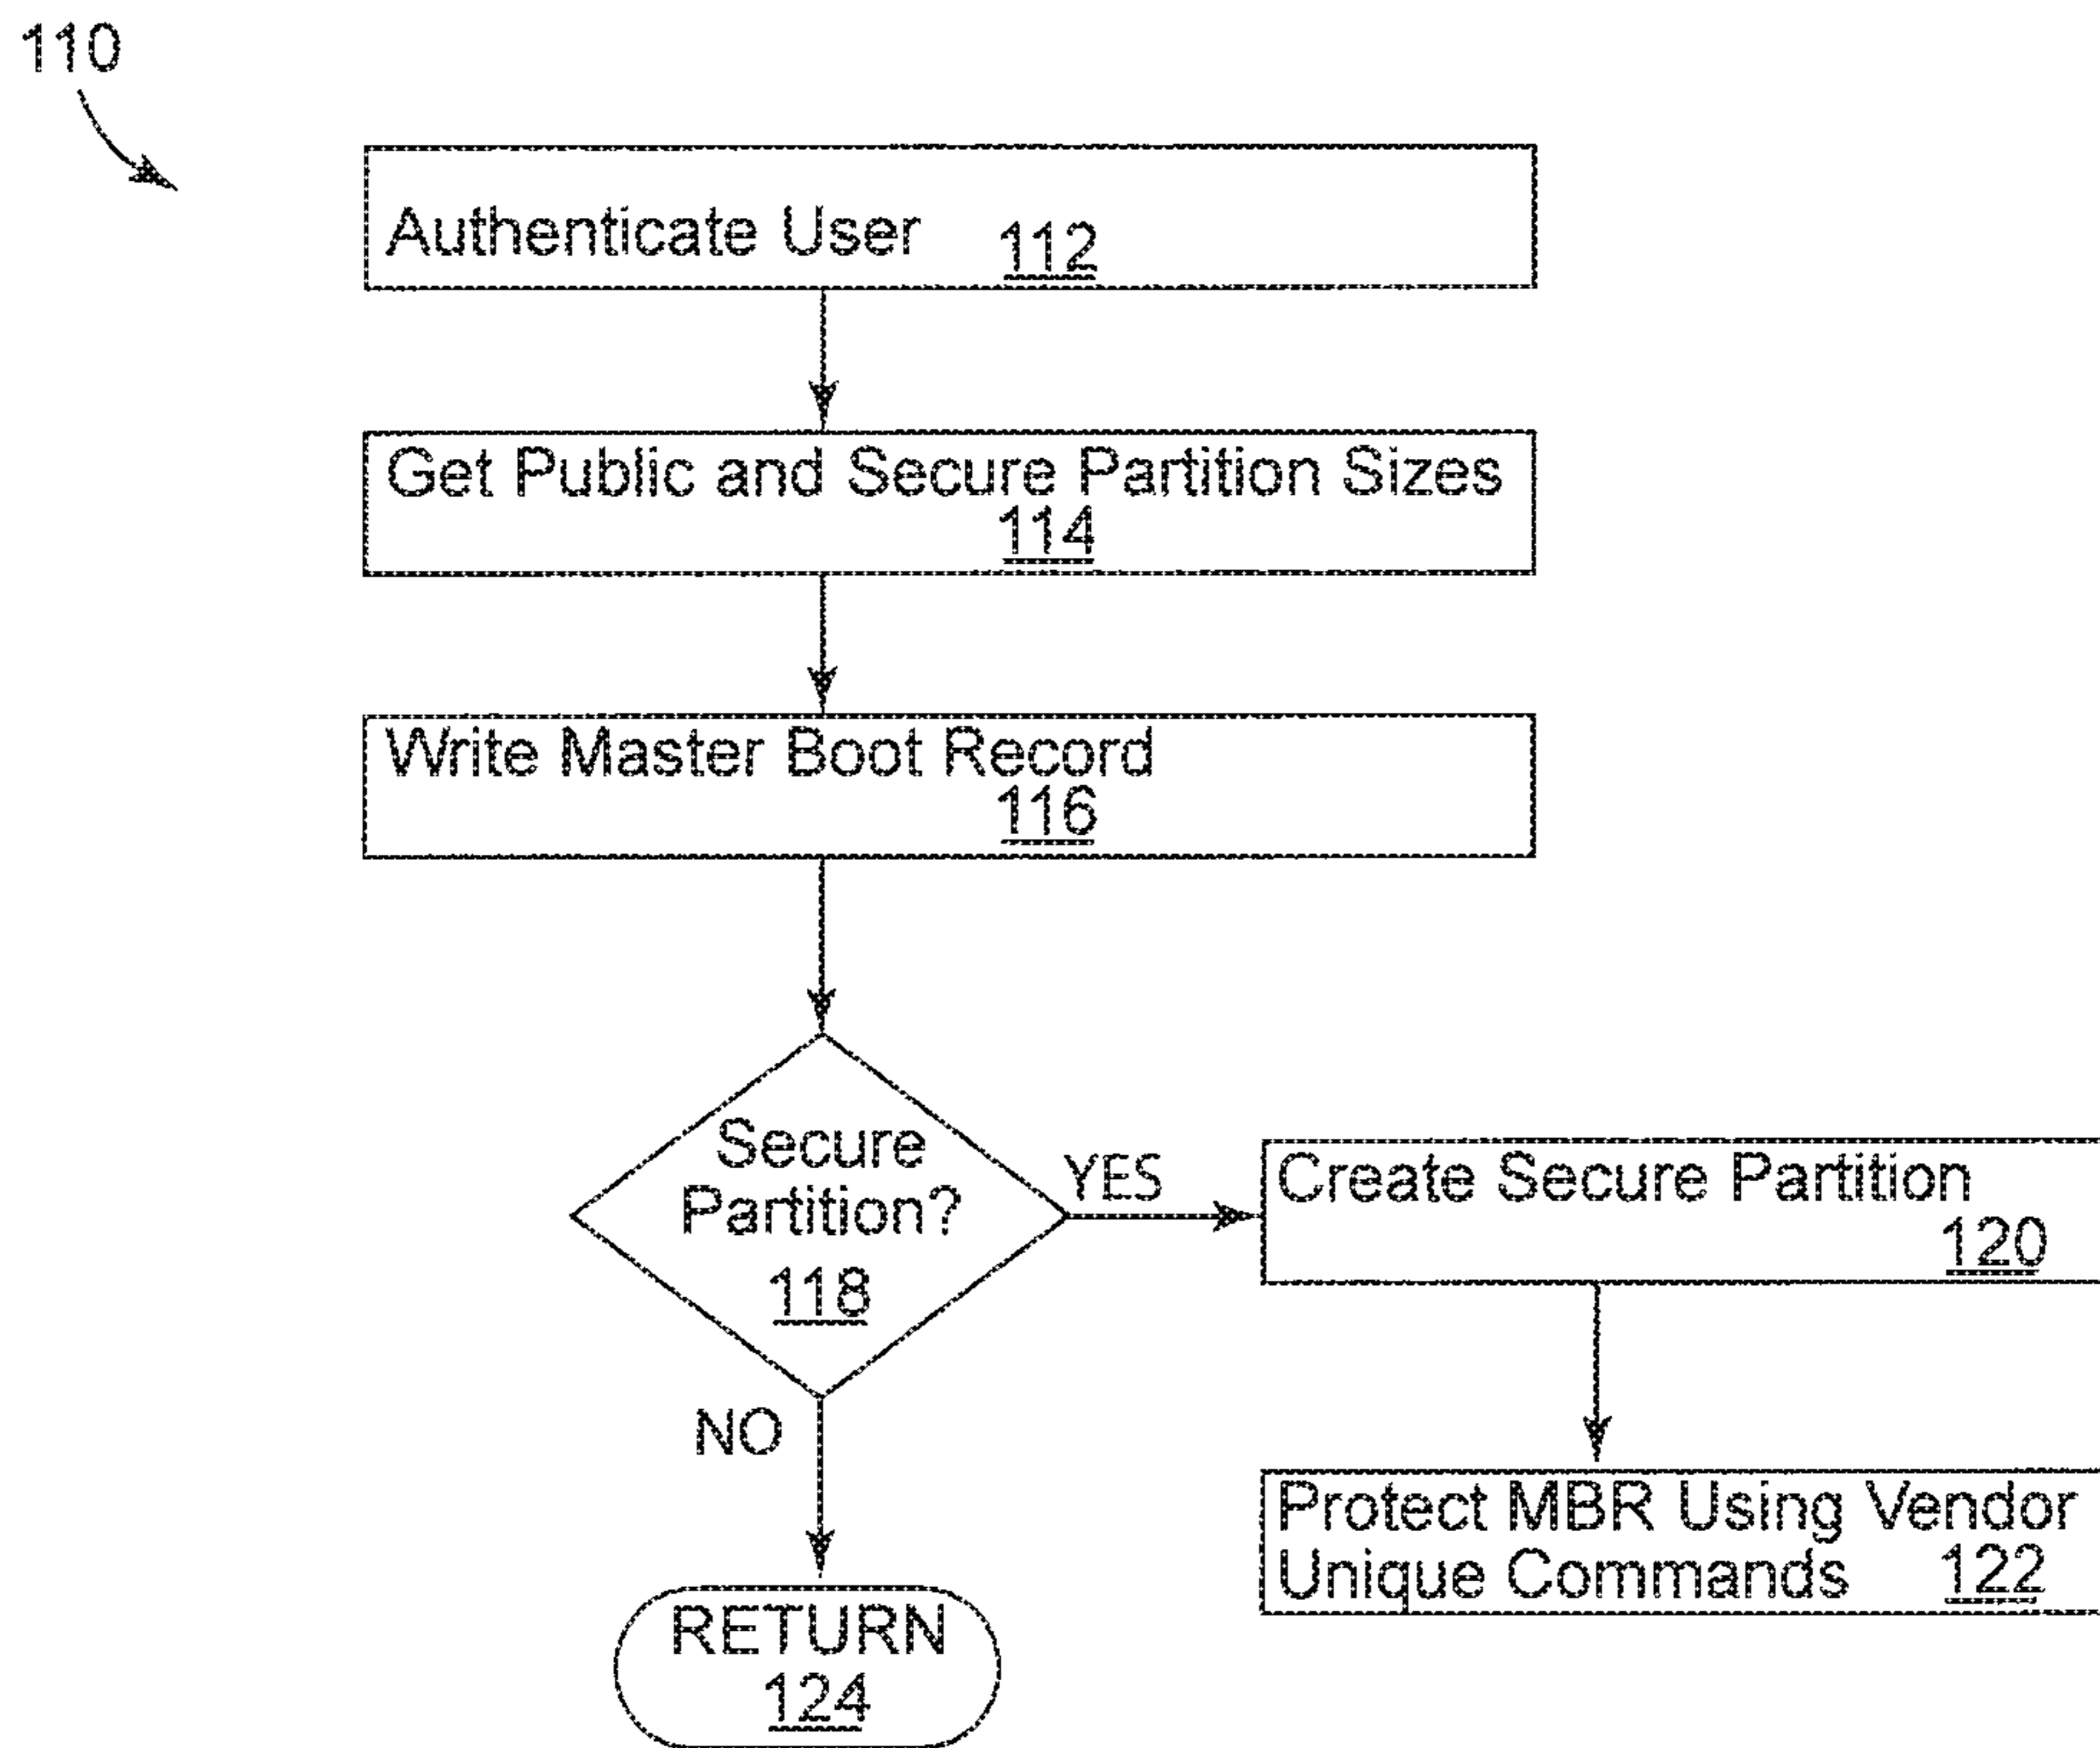 110
Authenticate User 112
Get Public and Secure Partition Sizes
114
Write Master Boot Record
116
Secure
Partition?
118
YES
Create Secure Partition
120
NO
Protect MBR Using Vendor
Unique Commands 122
RETURN
124